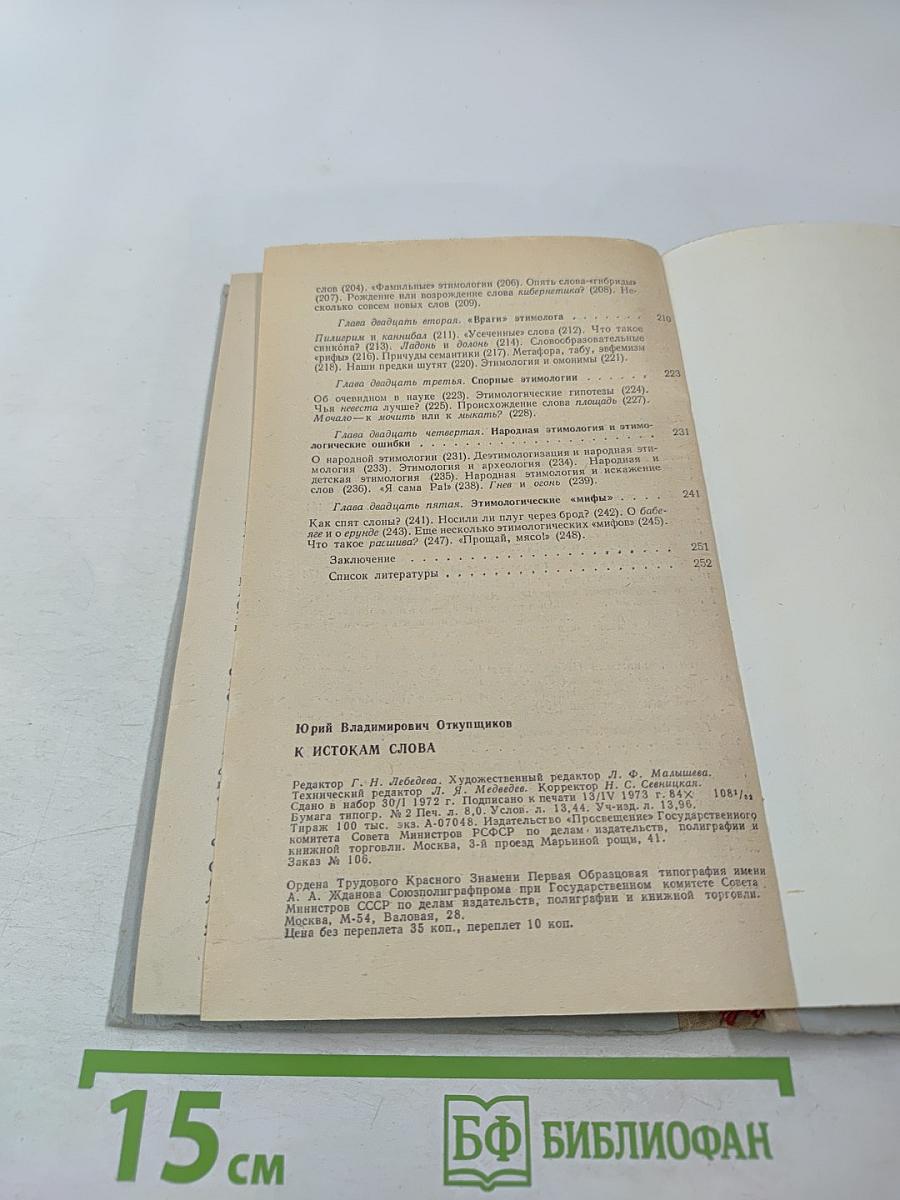 слов (204). «Фамильные» этимологии (206). Опять слова-«гибриды»
(207). Рождение или возрождение слова кибернетика? (208). Не-
сколько совсем новых слов (209).
Глава двадцать вторая. «Враги» этимолога . . . . . . . 210
Пилигрим и каннибал (211). «Усеченные» слова (212). Что такое
синкопа? (213). Ладонь и долонь (214). Словообразовательные
«рифы» (216). Причуды семантики (217). Метафора, табу, эвфемизм
(218). Наши предки шутят (220). Этимология и омонимы (221).
Глава двадцать третья. Спорные этимологии . . . . . . 223
Об очевидном в науке (223). Этимологические гипотезы (224).
Чья невеста лучше? (225). Происхождение слова площадь (227).
Мочало — к мочить или к мыкать? (228).
Глава двадцать четвертая. Народная этимология и этимо-
логические ошибки . . . . . . . . . . . . . . . . . . . 231
О народной этимологии (231). Деэтимологизация и народная эти-
мология (233). Этимология и археология (234). Народная и
детская этимология (235). Народная этимология и искажение
слов (236). «Я сама Ра!» (238). Гнев и огонь (239).
Глава двадцать пятая. Этимологические «мифы» . . . . 241
Как спят слоны? (241). Носили ли плуг через брод? (242). О бабе-
яге и о ерунде (243). Еще несколько этимологических «мифов» (245).
Что такое расшива? (247). «Прощай, мясо!» (248).
Заключение . . . . . . . . . . . . . . . . . . . . . 251
Список литературы . . . . . . . . . . . . . . . . . . 252
Юрий Владимирович Откупщиков
К ИСТОКАМ СЛОВА
Редактор Г. Н. Лебедева. Художественный редактор Л. Ф. Малышева.
Технический редактор Л. Я. Медведев. Корректор Н. С. Севницкая.
Сдано в набор 30/I 1972 г. Подписано к печати 13/IV 1973 г. 84× 108¹/₃₂
Бумага типогр. № 2 Печ. л. 8,0. Услов. л. 13,44. Уч-изд. л. 13,96.
Тираж 100 тыс. экз. А-07048. Издательство «Просвещение» Государственного
комитета Совета Министров РСФСР по делам издательств, полиграфии и
книжной торговли. Москва, 3-й проезд Марьиной рощи, 41.
Заказ № 106.
Ордена Трудового Красного Знамени Первая Образцовая типография имени
А. А. Жданова Союзполиграфпрома при Государственном комитете Совета
Министров СССР по делам издательств, полиграфии и книжной торговли.
Москва, М-54, Валовая, 28.
Цена без переплета 35 коп., переплет 10 коп.
15 см
БФ БИБЛИОФАН